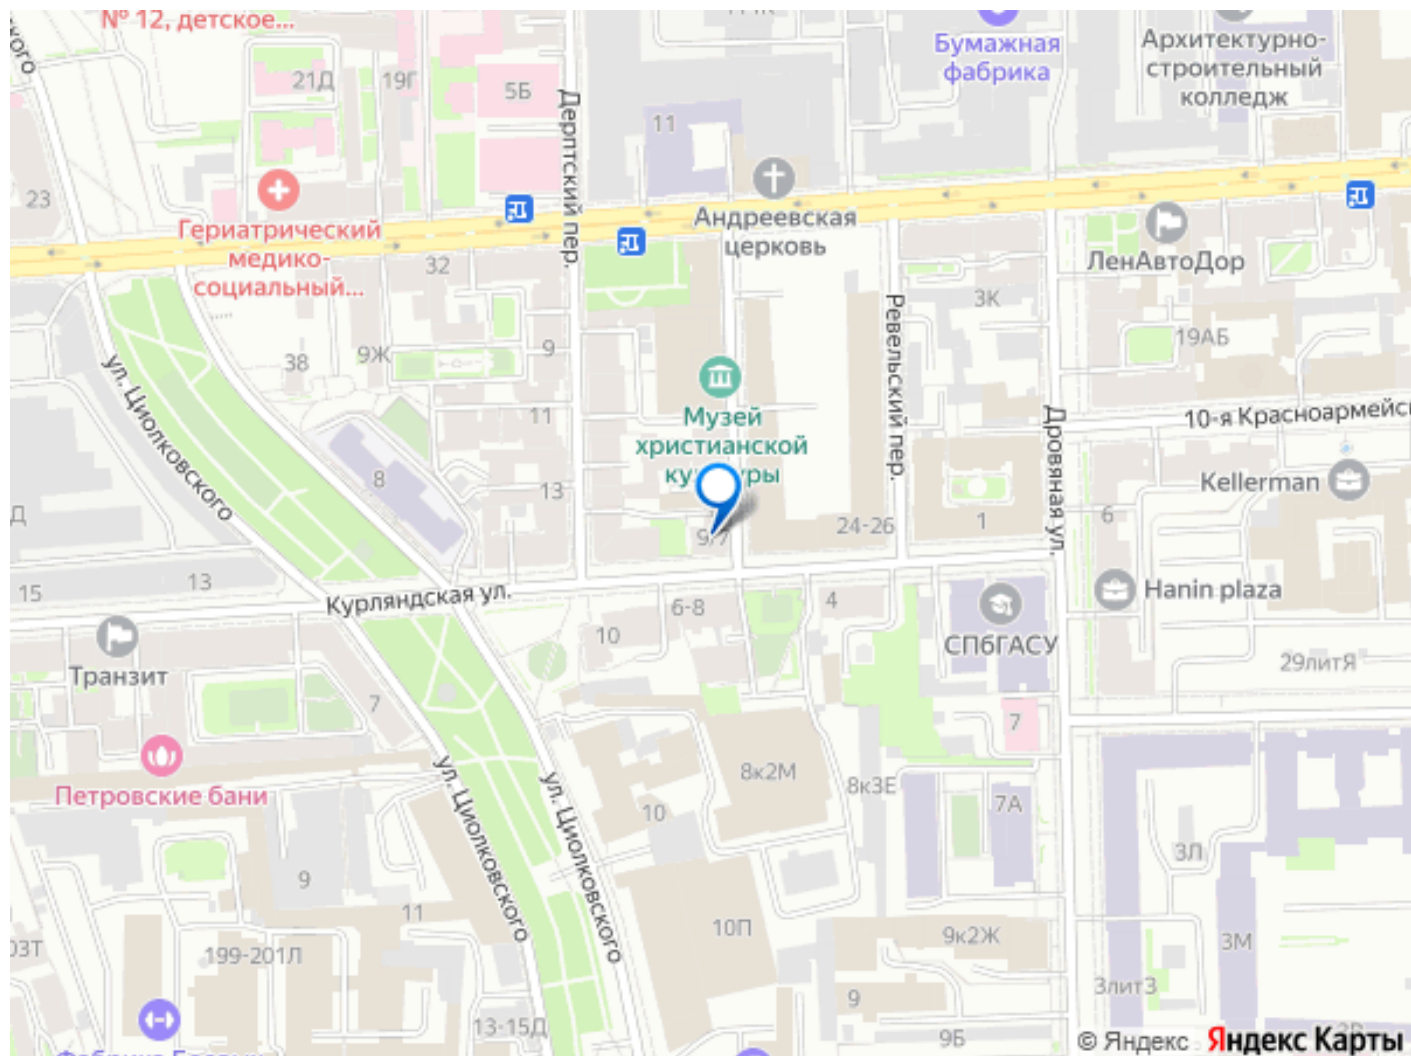 № 12, детское...
21Д
19Г
5Б
11
Бумажная
фабрика
Архитектурно-
строительный
колледж
Дерптский пер.
23
Гериатрический
медико-
социальный...
32
Андреевская
церковь
ЛенАвтоДор
3К
Ревельский пер.
19АБ
38
9Ж
9
11
ул. Циолковского
Музей
христианской
10-я Красноармейс
Дровяная ул.
8
13
Kellerman
6
24-26
1
9/7
15
13
Курляндская ул.
6-8
4
10
Hanin plaza
СПбГАСУ
29литЯ
Транзит
7
7
Петровские бани
ул. Циолковского
ул. Циолковского
8к2М
8к3Е
7А
10
3Л
9
11
10П
9к2Ж
3М
199-201Л
3лит3
9
13-15Д
9Б
© Яндекс Яндекс Карты